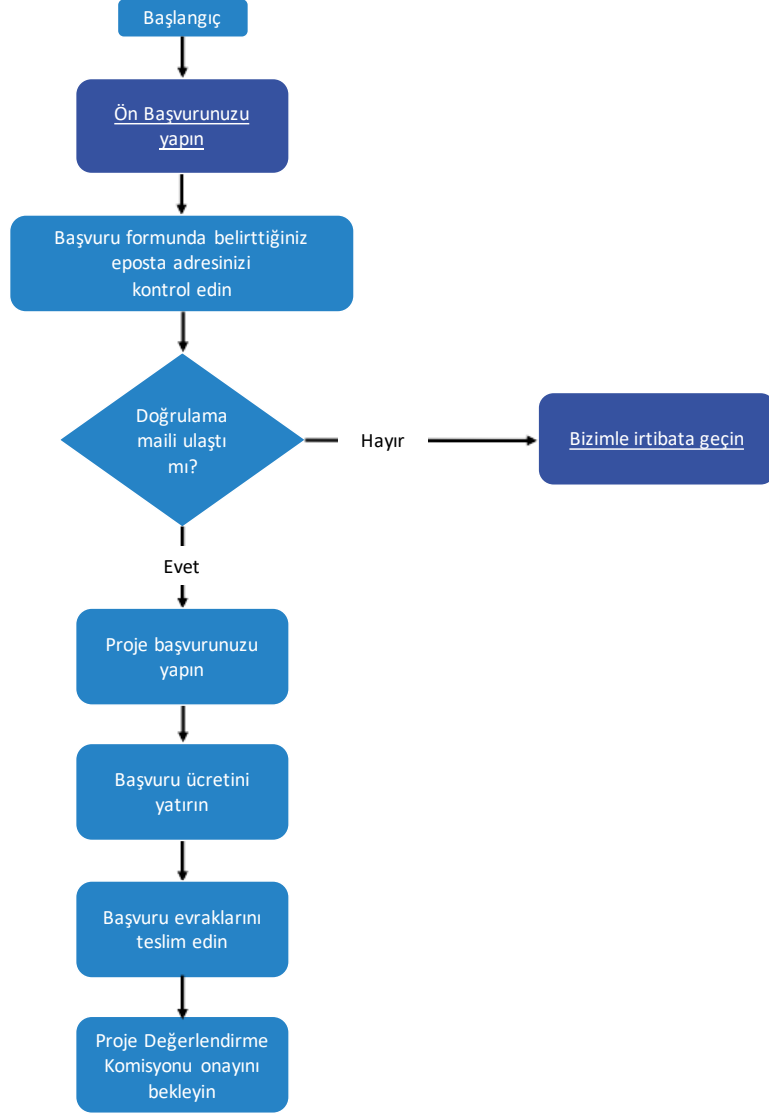 Başlangıç
Ön Başvurunuzu
yapın
Başvuru formunda belirttiğiniz
eposta adresinizi
kontrol edin
Doğrulama
maili ulaştı
mı?
Hayır
Bizimle irtibata geçin
Evet
Proje başvurunuzu
yapın
Başvuru ücretini
yatırın
Başvuru evraklarını
teslim edin
Proje Değerlendirme
Komisyonu onayını
bekleyin